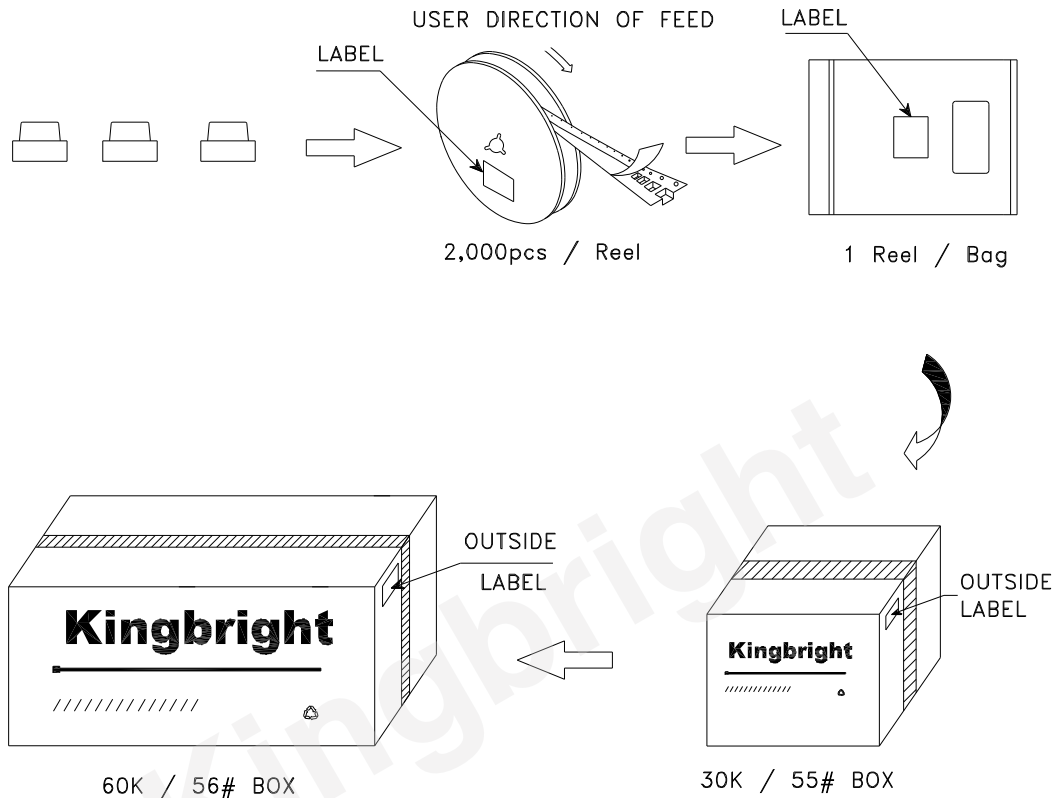 USER DIRECTION OF FEED
LABEL
LABEL
2,000pcs / Reel
1 Reel / Bag
OUTSIDE
LABEL
Kingbright
60K / 56# BOX
OUTSIDE
LABEL
Kingbright
30K / 55# BOX
Kingbright